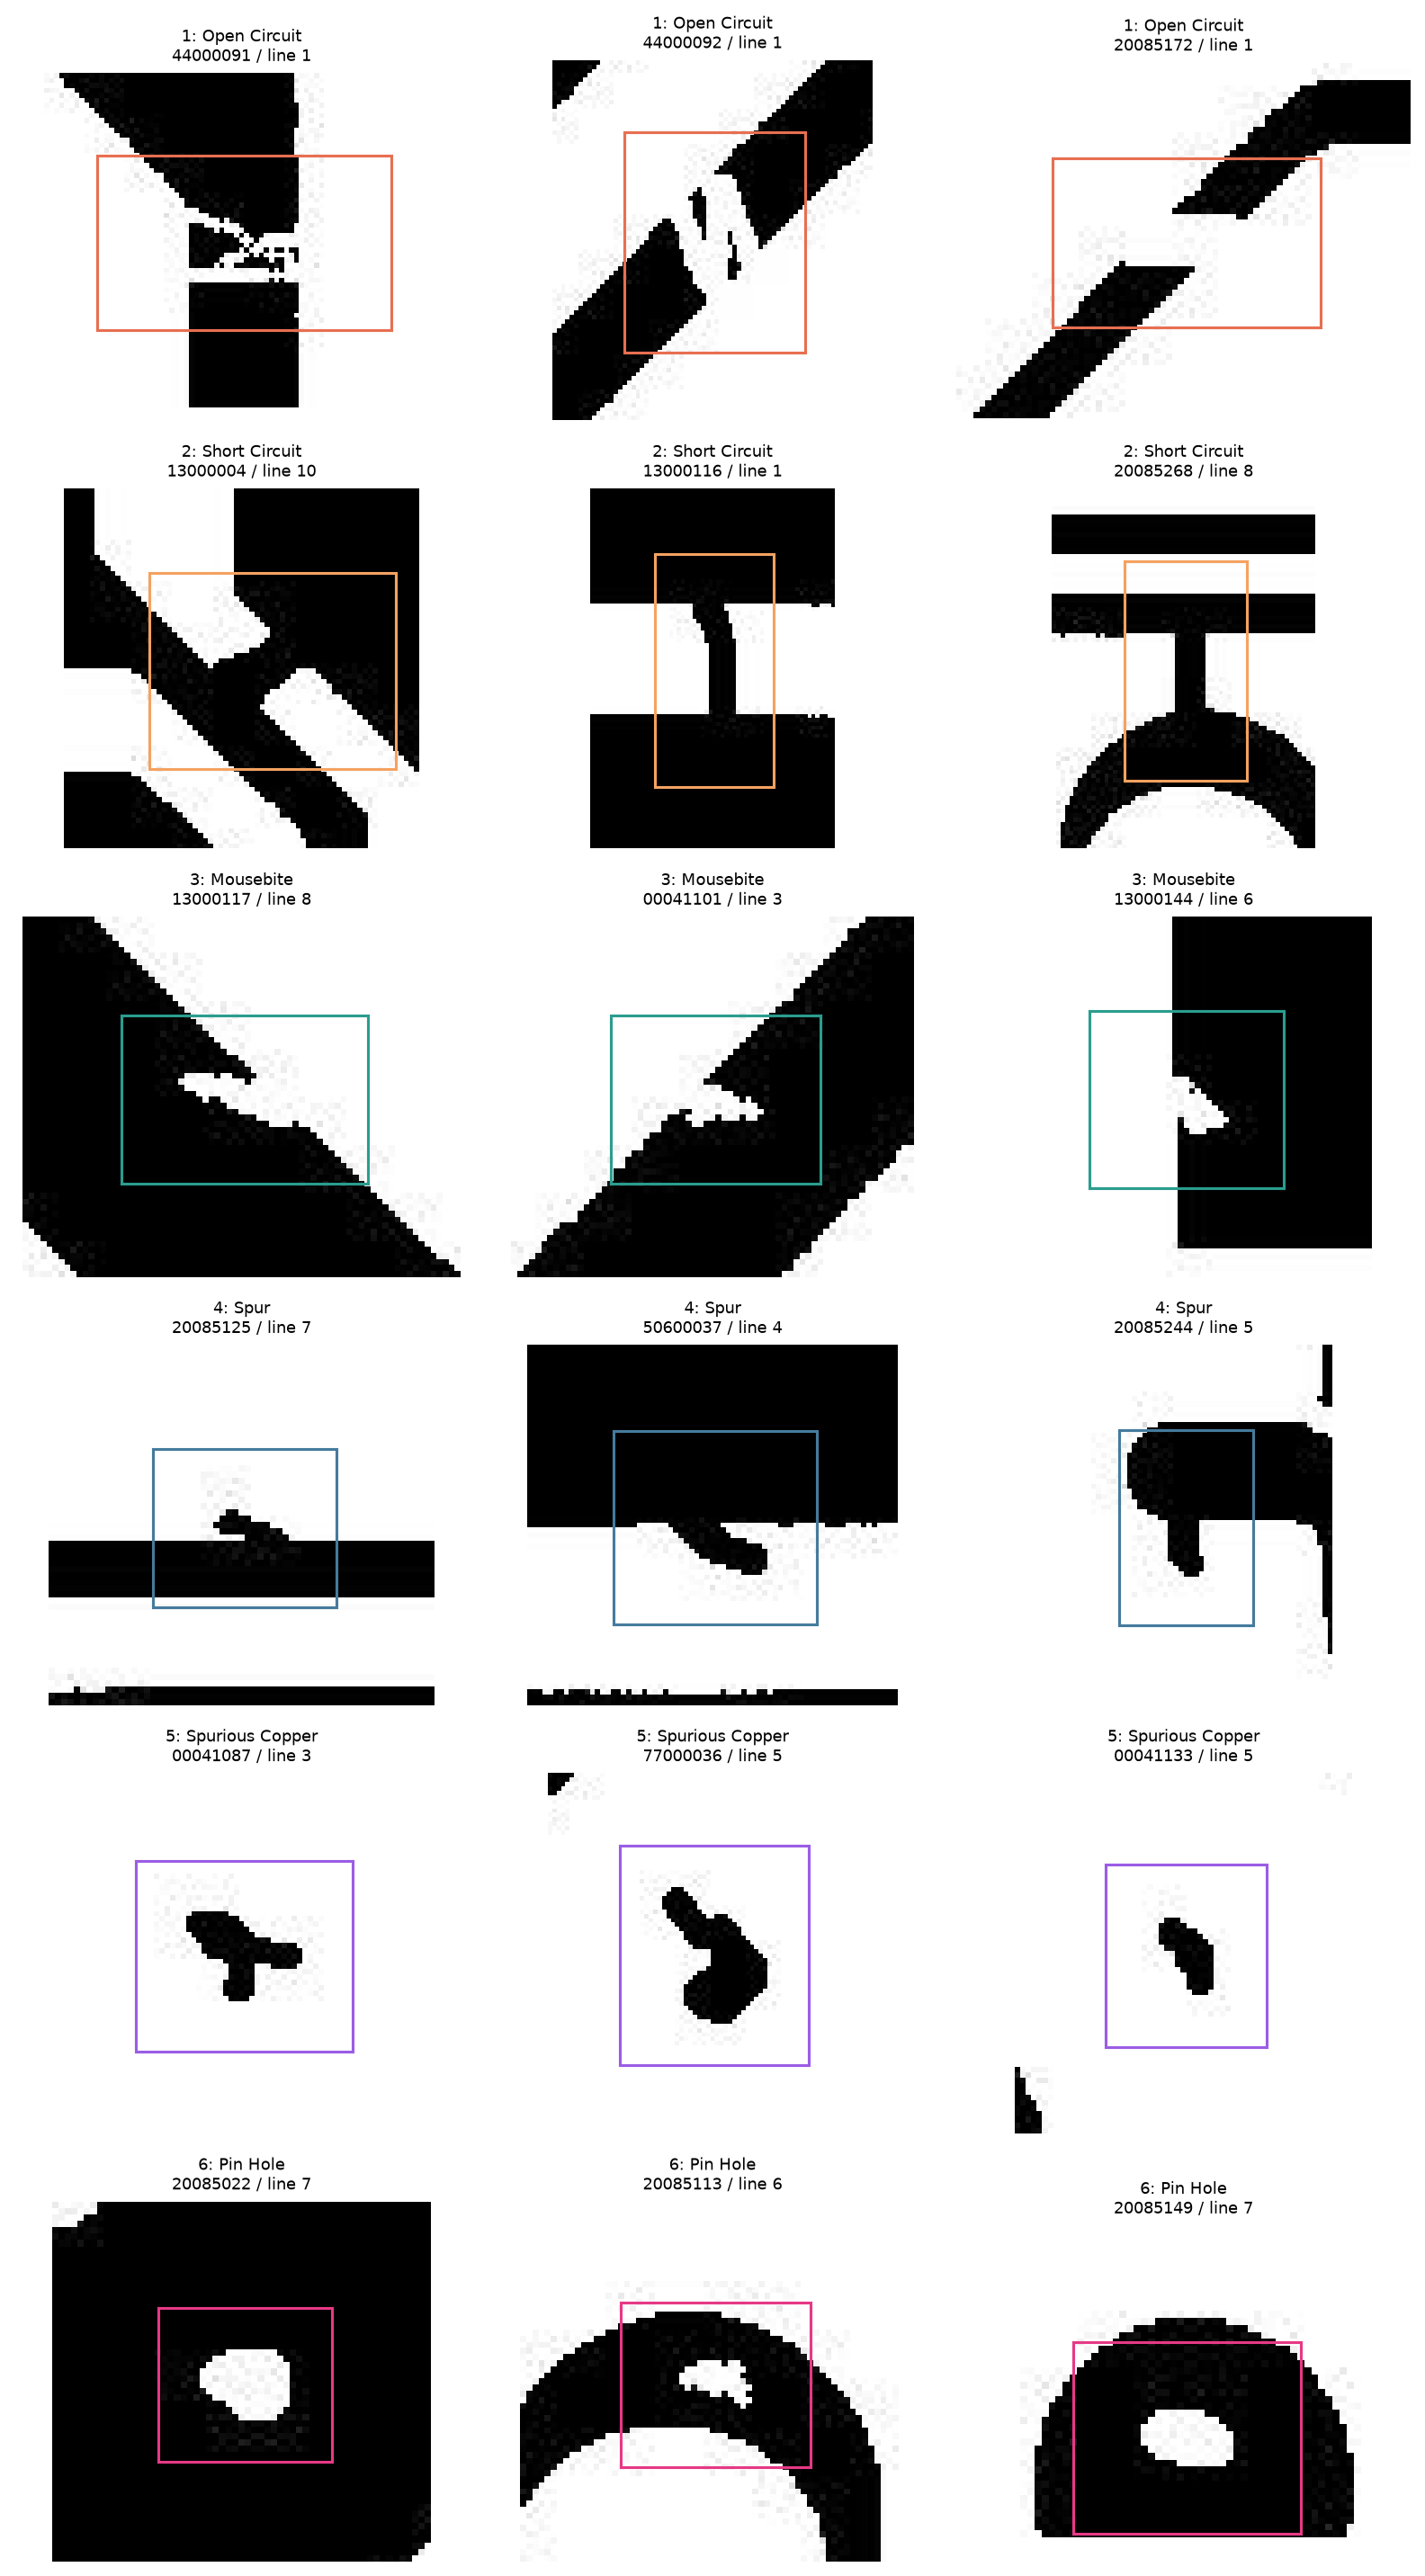 1: Open Circuit
44000091 / line 1
1: Open Circuit
44000092 / line 1
1: Open Circuit
20085172 / line 1
2: Short Circuit
13000004 / line 10
2: Short Circuit
13000116 / line 1
2: Short Circuit
20085268 / line 8
3: Mousebite
13000117 / line 8
3: Mousebite
00041101 / line 3
3: Mousebite
13000144 / line 6
4: Spur
20085125 / line 7
4: Spur
50600037 / line 4
4: Spur
20085244 / line 5
5: Spurious Copper
00041087 / line 3
5: Spurious Copper
77000036 / line 5
5: Spurious Copper
00041133 / line 5
6: Pin Hole
20085022 / line 7
6: Pin Hole
20085113 / line 6
6: Pin Hole
20085149 / line 7